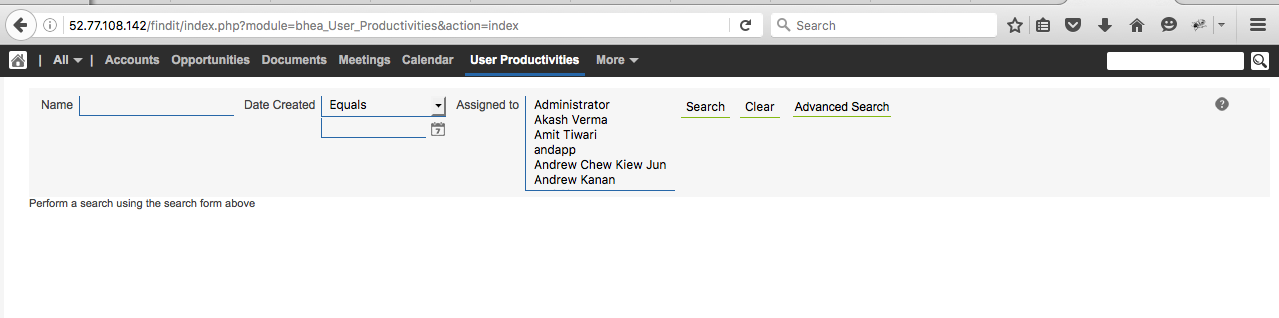 52.77.108.142/findit/index.php?module=bhea_User_Productivities&action=index
Search
| All | Accounts Opportunities Documents Meetings Calendar User Productivities More
Name Date Created Equals Assigned to Administrator Search Clear Advanced Search ?
Akash Verma
7
Amit Tiwari
andapp
Andrew Chew Kiew Jun
Andrew Kanan
Perform a search using the search form above